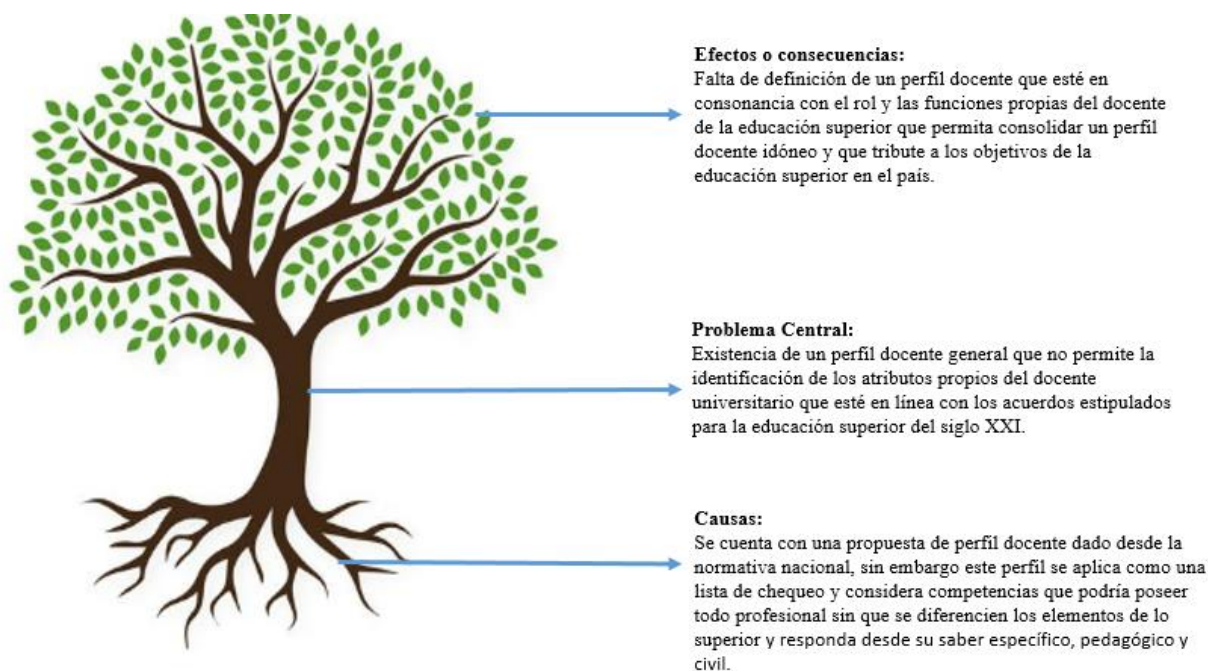 Efectos o consecuencias:
Falta de definición de un perfil docente que esté en
consonancia con el rol y las funciones propias del docente
de la educación superior que permita consolidar un perfil
docente idóneo y que tribute a los objetivos de la
educación superior en el país.
Problema Central:
Existencia de un perfil docente general que no permite la
identificación de los atributos propios del docente
universitario que esté en línea con los acuerdos estipulados
para la educación superior del siglo XXI.
Causas:
Se cuenta con una propuesta de perfil docente dado desde la
normativa nacional, sin embargo este perfil se aplica como una
lista de chequeo y considera competencias que podría poseer
todo profesional sin que se diferencien los elementos de lo
superior y responda desde su saber específico, pedagógico y
civil.